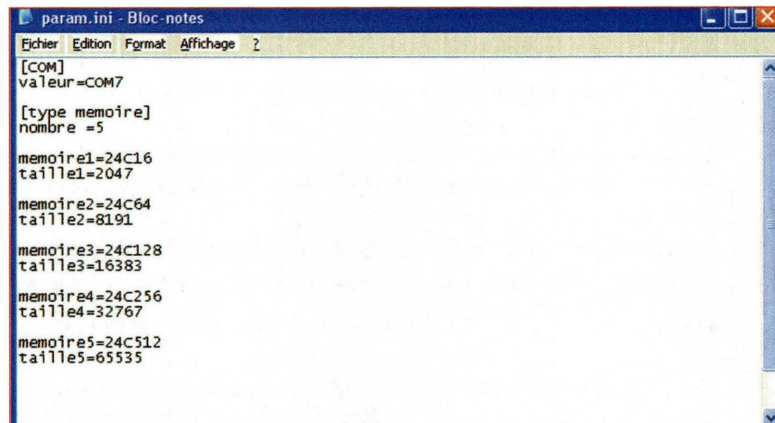 param.ini - Bloc-notes
Fichier Edition Format Affichage ?
[COM]
valeur=COM7
[type memoire]
nombre =5
memoire1=24C16
taille1=2047
memoire2=24C64
taille2=8191
memoire3=24C128
taille3=16383
memoire4=24C256
taille4=32767
memoire5=24C512
taille5=65535